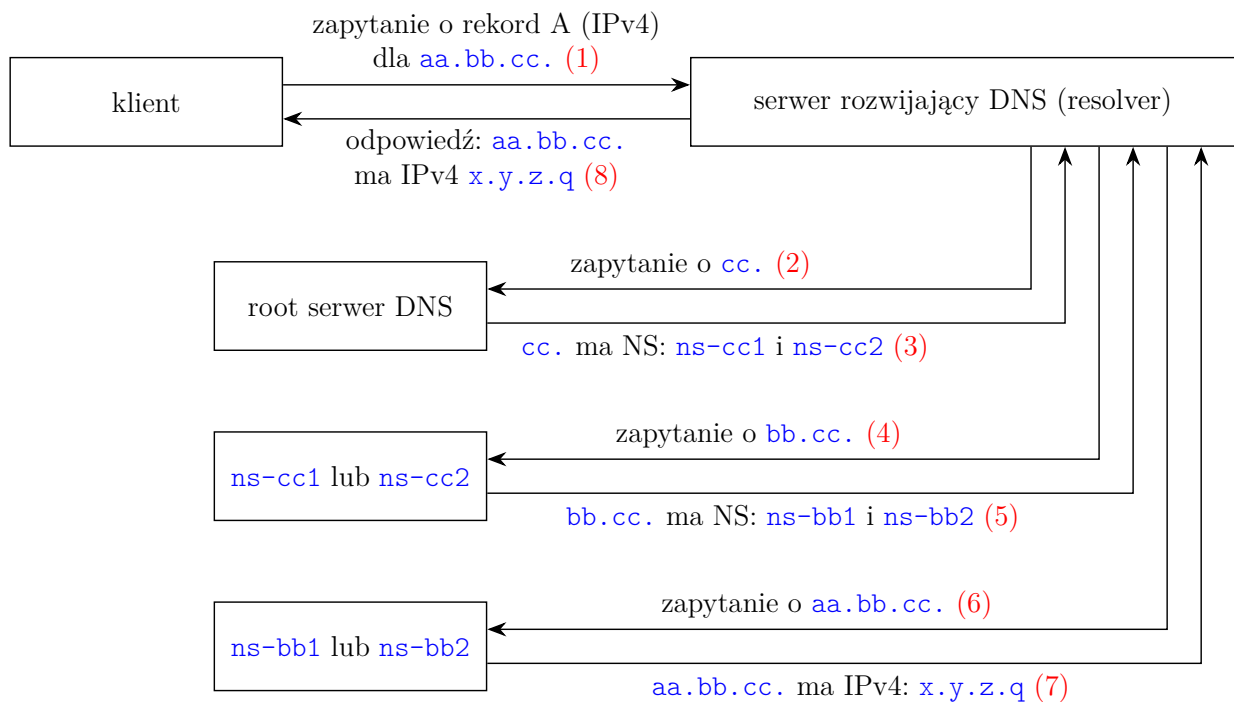 zapytanie o rekord A (IPv4)
dla aa.bb.cc. (1)
klient
serwer rozwijający DNS (resolver)
odpowiedź: aa.bb.cc.
ma IPv4 x.y.z.q (8)
zapytanie o cc. (2)
root serwer DNS
cc. ma NS: ns-cc1 i ns-cc2 (3)
zapytanie o bb.cc. (4)
ns-cc1 lub ns-cc2
bb.cc. ma NS: ns-bb1 i ns-bb2 (5)
zapytanie o aa.bb.cc. (6)
ns-bb1 lub ns-bb2
aa.bb.cc. ma IPv4: x.y.z.q (7)